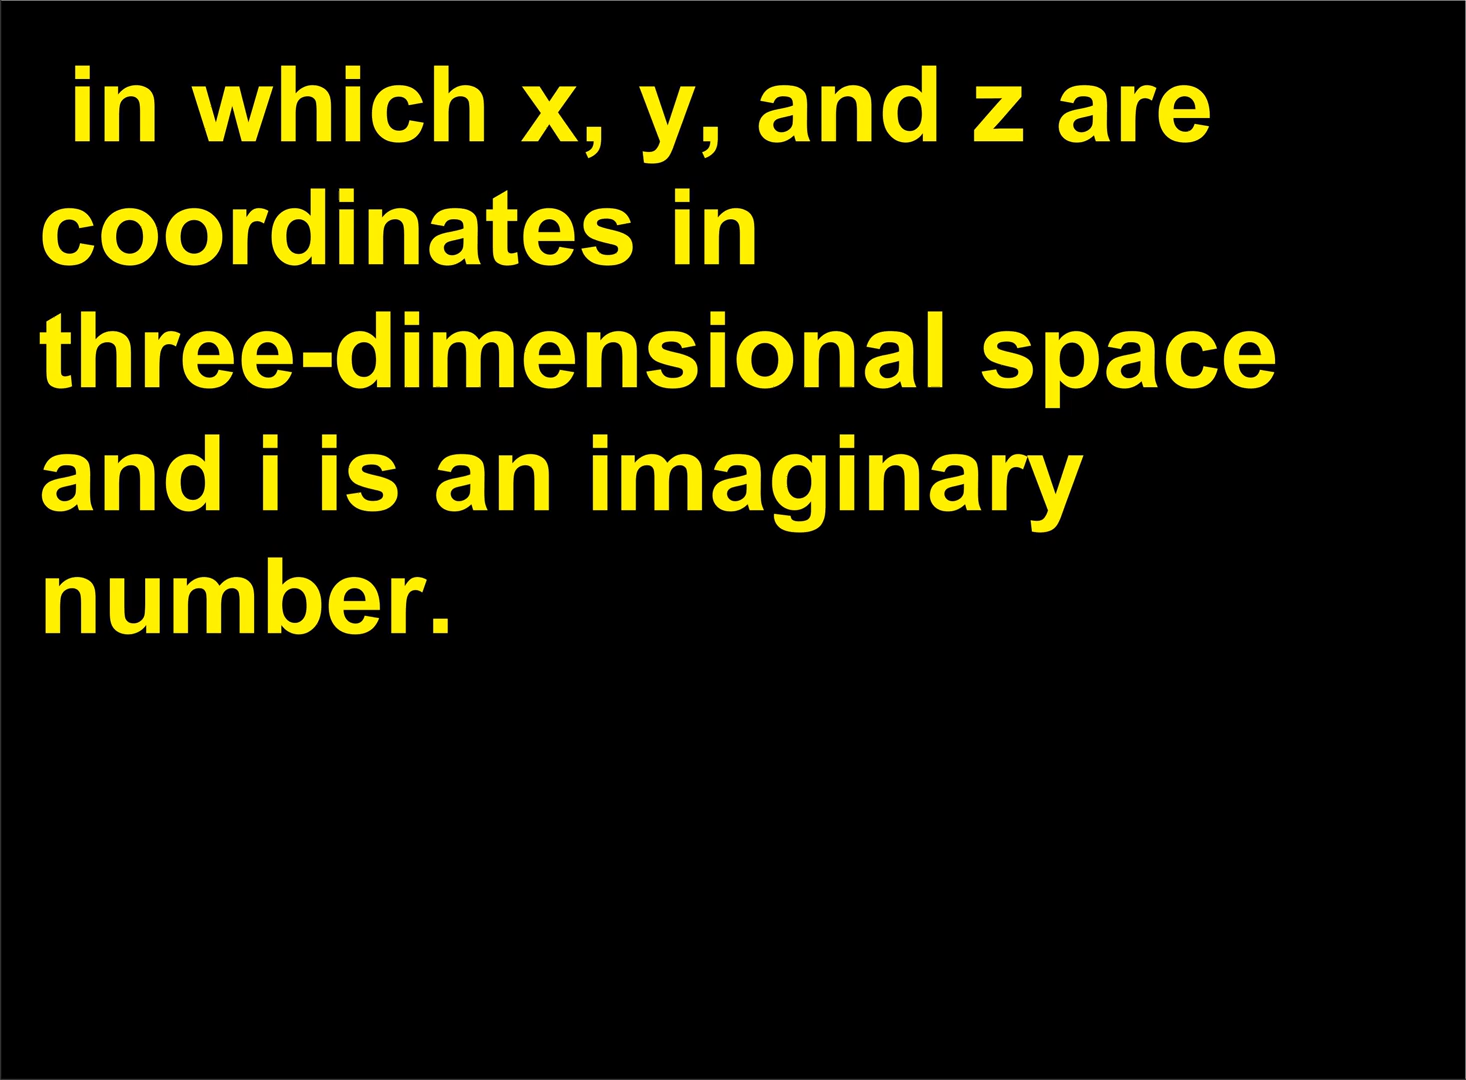 in which x, y, and z are
coordinates in
three-dimensional space
and i is an imaginary
number.